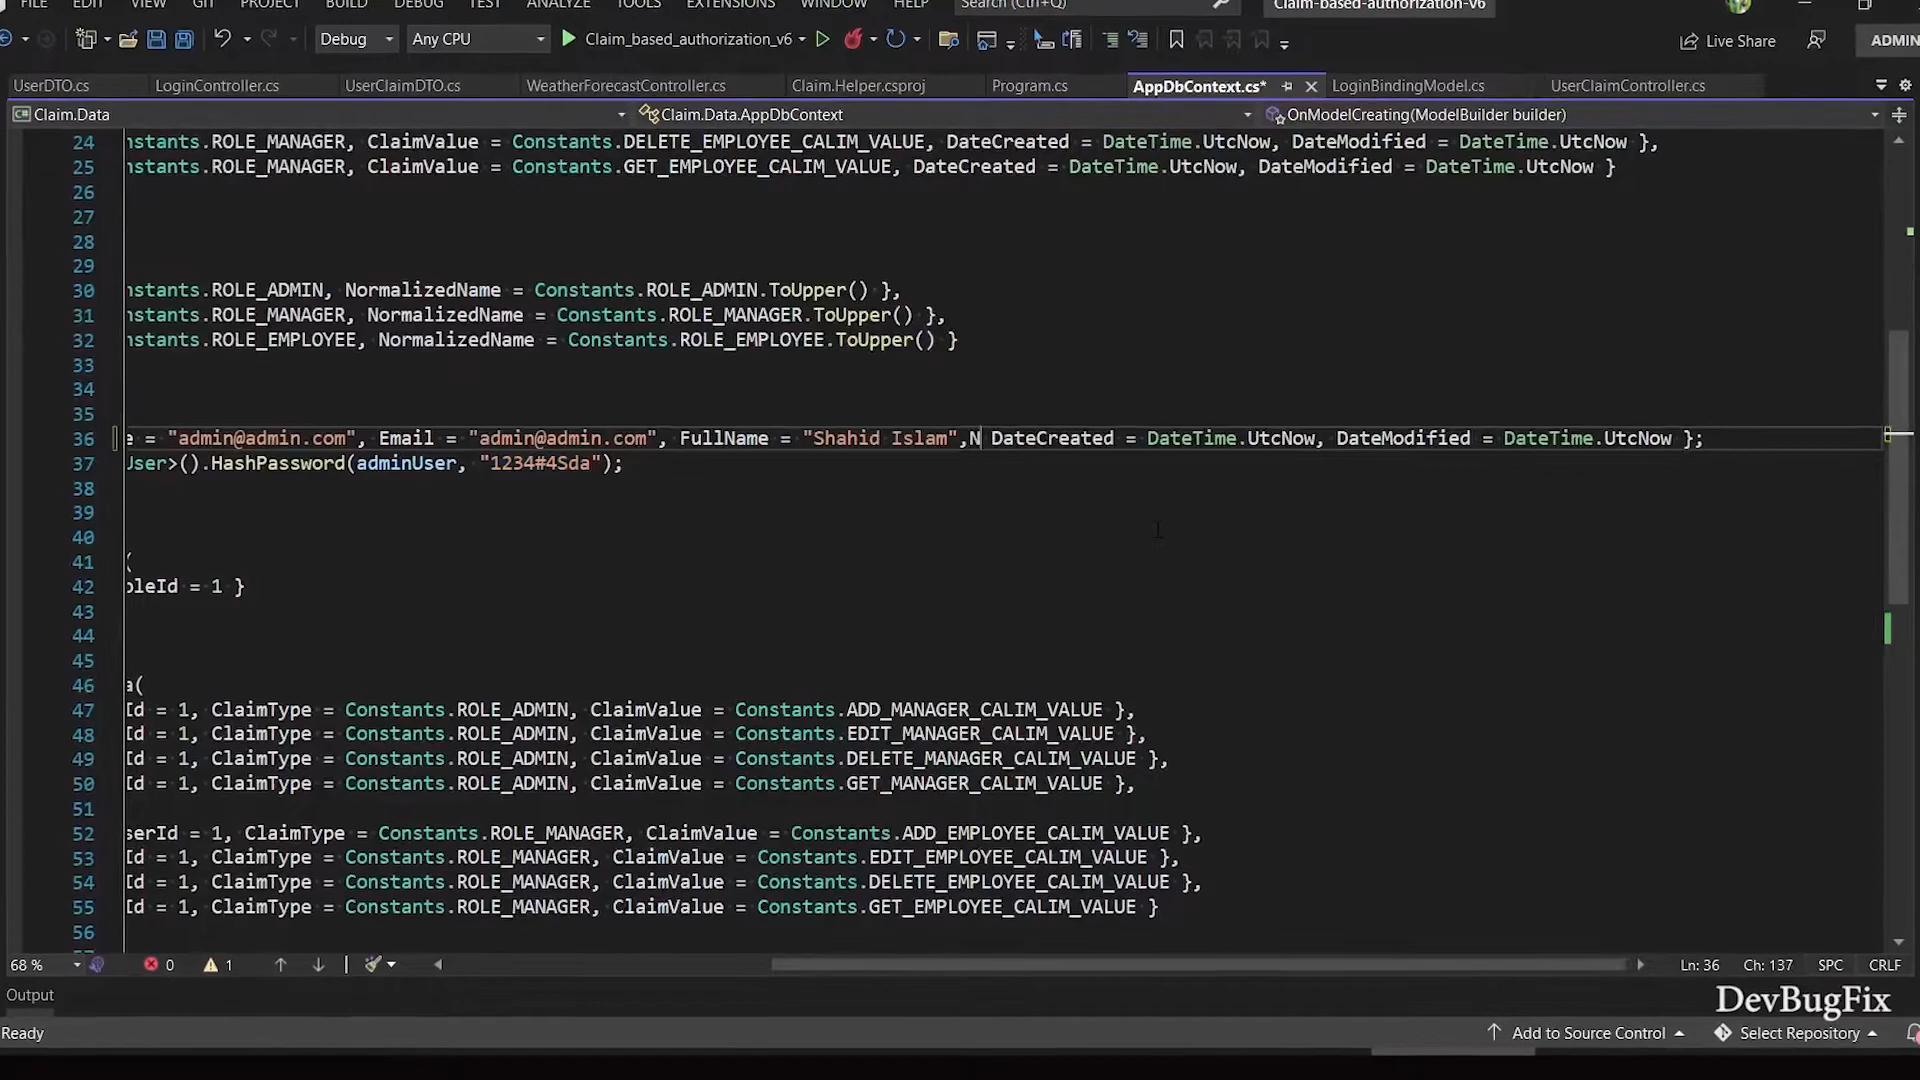 FILE EDIT VIEW GIT PROJECT BUILD DEBUG TEST ANALYZE TOOLS EXTENSIONS WINDOW HELP Search (Ctrl+Q) Claim-based-authorization-v6
Debug Any CPU Claim_based_authorization_v6 Live Share ADMIN
UserDTO.cs LoginController.cs UserClaimDTO.cs WeatherForecastController.cs Claim.Helper.csproj Program.cs AppDbContext.cs* LoginBindingModel.cs UserClaimController.cs
Claim.Data Claim.Data.AppDbContext OnModelCreating(ModelBuilder builder)
24 nstants.ROLE_MANAGER, ClaimValue = Constants.DELETE_EMPLOYEE_CALIM_VALUE, DateCreated = DateTime.UtcNow, DateModified = DateTime.UtcNow },
25 nstants.ROLE_MANAGER, ClaimValue = Constants.GET_EMPLOYEE_CALIM_VALUE, DateCreated = DateTime.UtcNow, DateModified = DateTime.UtcNow }
26
27
28
29
30 nstants.ROLE_ADMIN, NormalizedName = Constants.ROLE_ADMIN.ToUpper() },
31 nstants.ROLE_MANAGER, NormalizedName = Constants.ROLE_MANAGER.ToUpper() },
32 nstants.ROLE_EMPLOYEE, NormalizedName = Constants.ROLE_EMPLOYEE.ToUpper() }
33
34
35
36 e = "admin@admin.com", Email = "admin@admin.com", FullName = "Shahid Islam",N DateCreated = DateTime.UtcNow, DateModified = DateTime.UtcNow };
37 User>().HashPassword(adminUser, "1234#4Sda");
38
39
40
41 (
42 oleId = 1 }
43
44
45
46 a(
47 Id = 1, ClaimType = Constants.ROLE_ADMIN, ClaimValue = Constants.ADD_MANAGER_CALIM_VALUE },
48 Id = 1, ClaimType = Constants.ROLE_ADMIN, ClaimValue = Constants.EDIT_MANAGER_CALIM_VALUE },
49 Id = 1, ClaimType = Constants.ROLE_ADMIN, ClaimValue = Constants.DELETE_MANAGER_CALIM_VALUE },
50 Id = 1, ClaimType = Constants.ROLE_ADMIN, ClaimValue = Constants.GET_MANAGER_CALIM_VALUE },
51
52 serId = 1, ClaimType = Constants.ROLE_MANAGER, ClaimValue = Constants.ADD_EMPLOYEE_CALIM_VALUE },
53 Id = 1, ClaimType = Constants.ROLE_MANAGER, ClaimValue = Constants.EDIT_EMPLOYEE_CALIM_VALUE },
54 Id = 1, ClaimType = Constants.ROLE_MANAGER, ClaimValue = Constants.DELETE_EMPLOYEE_CALIM_VALUE },
55 Id = 1, ClaimType = Constants.ROLE_MANAGER, ClaimValue = Constants.GET_EMPLOYEE_CALIM_VALUE }
56
68 % 0 1 Ln: 36 Ch: 137 SPC CRLF
Output
DevBugFix
Ready Add to Source Control Select Repository